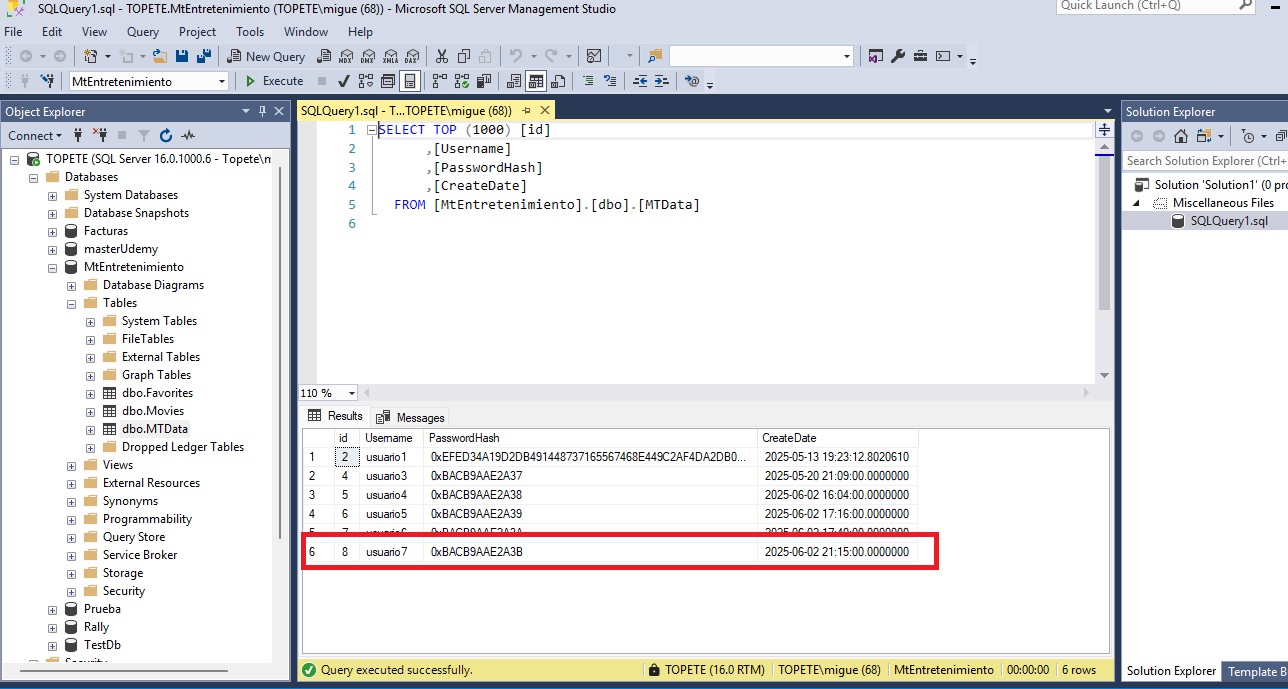 SQLQuery1.sql - TOPETE.MtEntretenimiento (TOPETE\migue (68)) - Microsoft SQL Server Management Studio
Quick Launch (Ctrl+Q)
File Edit View Query Project Tools Window Help
New Query
MDX DMX XMLA DAX
MtEntretenimiento
Execute
Object Explorer
Connect
TOPETE (SQL Server 16.0.1000.6 - Topete\m
Databases
System Databases
Database Snapshots
Facturas
masterUdemy
MtEntretenimiento
Database Diagrams
Tables
System Tables
FileTables
External Tables
Graph Tables
dbo.Favorites
dbo.Movies
dbo.MTData
Dropped Ledger Tables
Views
External Resources
Synonyms
Programmability
Query Store
Service Broker
Storage
Security
Prueba
Rally
TestDb
Security
SQLQuery1.sql - T...TOPETE\migue (68))
1 SELECT TOP (1000) [id]
2 ,[Username]
3 ,[PasswordHash]
4 ,[CreateDate]
5 FROM [MtEntretenimiento].[dbo].[MTData]
6
110 %
Results Messages
id Username PasswordHash CreateDate
1 2 usuario1 0xEFED34A19D2DB491448737165567468E449C2AF4DA2DB0... 2025-05-13 19:23:12.8020610
2 4 usuario3 0xBACB9AAE2A37 2025-05-20 21:09:00.0000000
3 5 usuario4 0xBACB9AAE2A38 2025-06-02 16:04:00.0000000
4 6 usuario5 0xBACB9AAE2A39 2025-06-02 17:16:00.0000000
5 7 usuario6 0xBACB9AAE2A3A 2025-06-02 17:40:00.0000000
6 8 usuario7 0xBACB9AAE2A3B 2025-06-02 21:15:00.0000000
Query executed successfully. TOPETE (16.0 RTM) TOPETE\migue (68) MtEntretenimiento 00:00:00 6 rows
Solution Explorer
Search Solution Explorer (Ctrl+
Solution 'Solution1' (0 pro
Miscellaneous Files
SQLQuery1.sql
Solution Explorer Template B